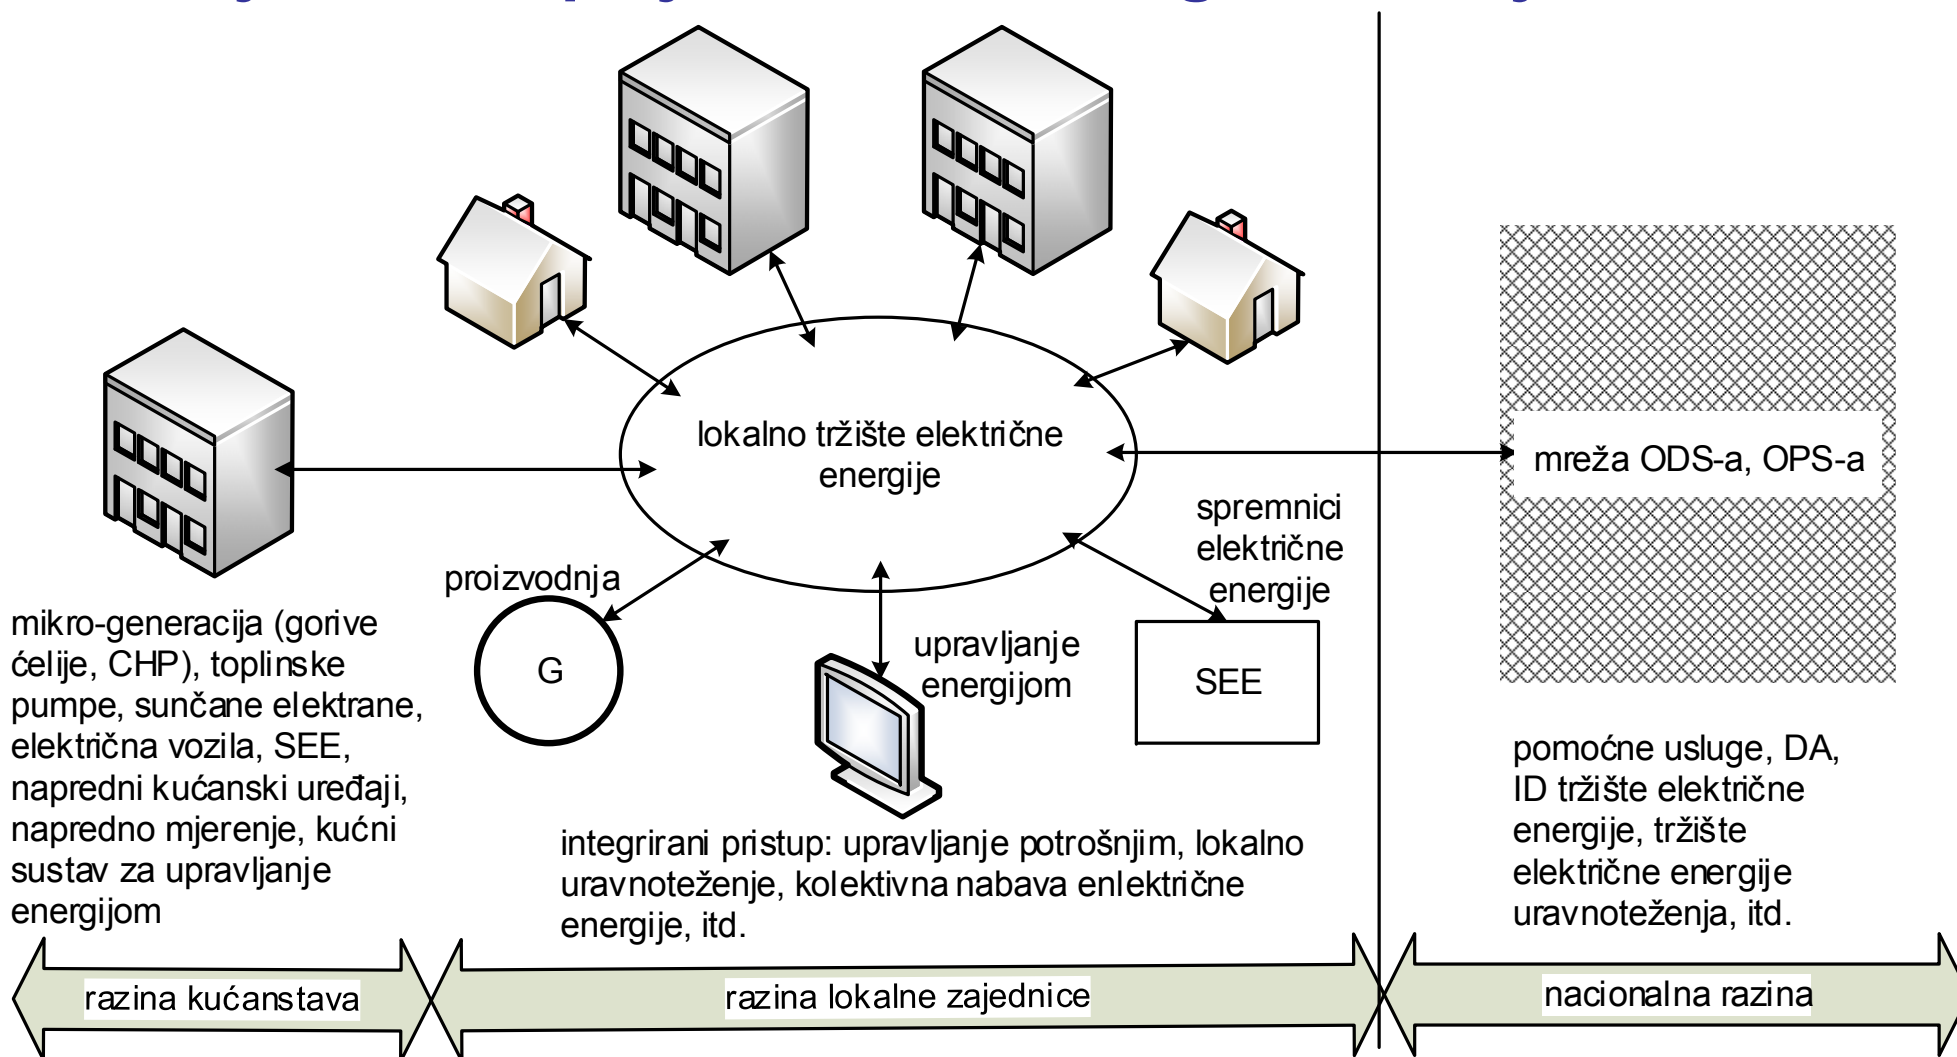 lokalno tržište električne
energije
mreža ODS-a, OPS-a
spremnici
električne
energije
proizvodnja
G
upravljanje
energijom
SEE
mikro-generacija (gorive
ćelije, CHP), toplinske
pumpe, sunčane elektrane,
električna vozila, SEE,
napredni kućanski uređaji,
napredno mjerenje, kućni
sustav za upravljanje
energijom
integrirani pristup: upravljanje potrošnjim, lokalno
uravnoteženje, kolektivna nabava enlektrične
energije, itd.
pomoćne usluge, DA,
ID tržište električne
energije, tržište
električne energije
uravnoteženja, itd.
razina kućanstava
razina lokalne zajednice
nacionalna razina